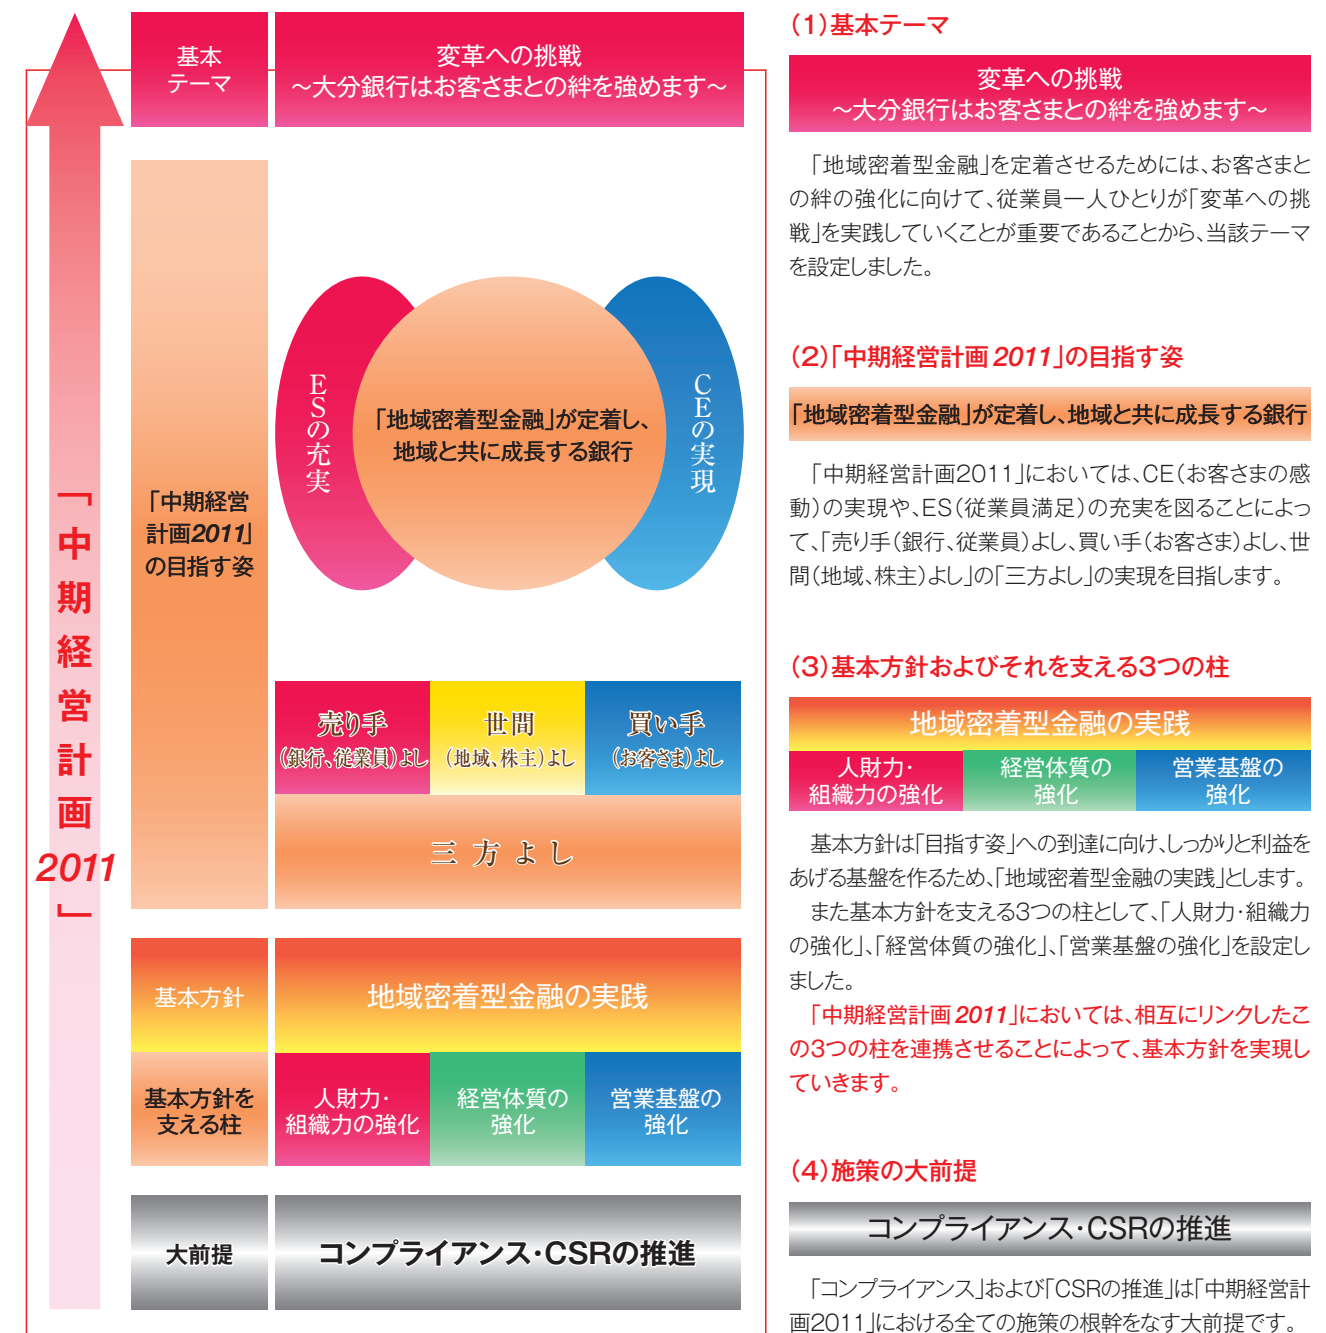 「中期経営計画2011」
基本
テーマ
変革への挑戦
～大分銀行はお客さまとの絆を強めます～
「中期経営
計画2011」
の目指す姿
ESの充実
「地域密着型金融」が定着し、
地域と共に成長する銀行
CEの実現
売り手
（銀行、従業員）よし
世間
（地域、株主）よし
買い手
（お客さま）よし
三方よし
基本方針
地域密着型金融の実践
基本方針を
支える柱
人財力・
組織力の強化
経営体質の
強化
営業基盤の
強化
大前提
コンプライアンス・CSRの推進
（1）基本テーマ
変革への挑戦
～大分銀行はお客さまとの絆を強めます～
「地域密着型金融」を定着させるためには、お客さまと
の絆の強化に向けて、従業員一人ひとりが「変革への挑
戦」を実践していくことが重要であることから、当該テーマ
を設定しました。
（2）「中期経営計画2011」の目指す姿
「地域密着型金融」が定着し、地域と共に成長する銀行
「中期経営計画2011」においては、CE（お客さまの感
動）の実現や、ES（従業員満足）の充実を図ることによっ
て、「売り手（銀行、従業員）よし、買い手（お客さま）よし、世
間（地域、株主）よし」の「三方よし」の実現を目指します。
（3）基本方針およびそれを支える3つの柱
地域密着型金融の実践
人財力・
組織力の強化
経営体質の
強化
営業基盤の
強化
基本方針は「目指す姿」への到達に向け、しっかりと利益を
あげる基盤を作るため、「地域密着型金融の実践」とします。
また基本方針を支える3つの柱として、「人財力・組織力
の強化」、「経営体質の強化」、「営業基盤の強化」を設定し
ました。
「中期経営計画2011」においては、相互にリンクしたこ
の3つの柱を連携させることによって、基本方針を実現し
ていきます。
（4）施策の大前提
コンプライアンス・CSRの推進
「コンプライアンス」および「CSRの推進」は「中期経営計
画2011」における全ての施策の根幹をなす大前提です。